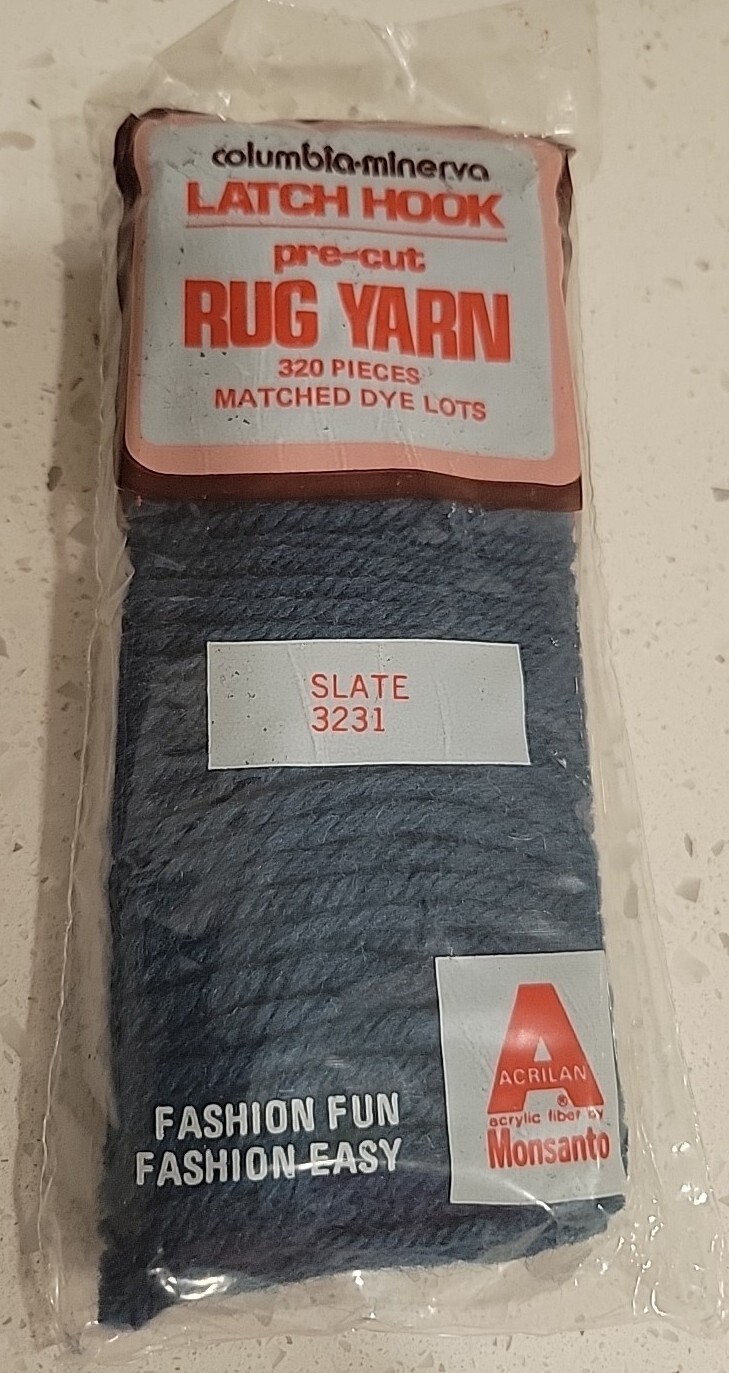 columbia·minerva
LATCH HOOK
pre-cut
RUG YARN
320 PIECES
MATCHED DYE LOTS
SLATE
3231
FASHION FUN
FASHION EASY
A
ACRILAN
®
acrylic fiber by
Monsanto